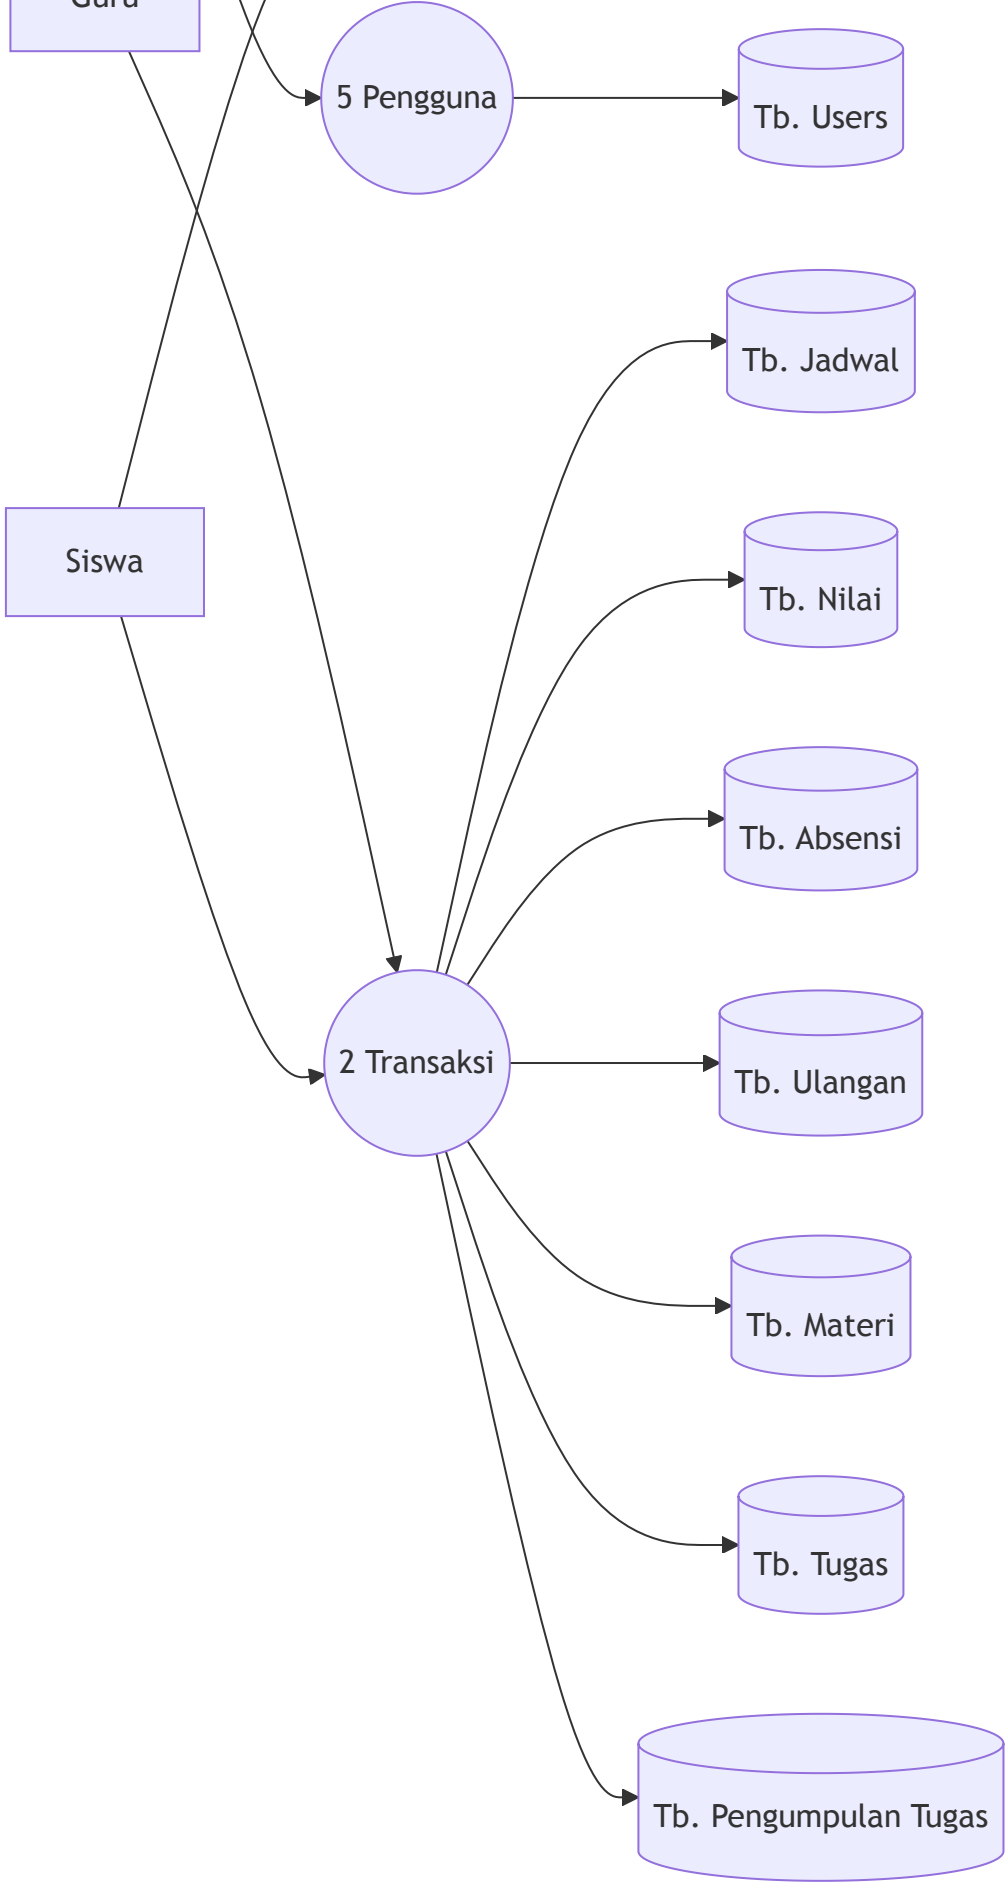 Guru
5 Pengguna
Tb. Users
Tb. Jadwal
Siswa
Tb. Nilai
Tb. Absensi
2 Transaksi
Tb. Ulangan
Tb. Materi
Tb. Tugas
Tb. Pengumpulan Tugas